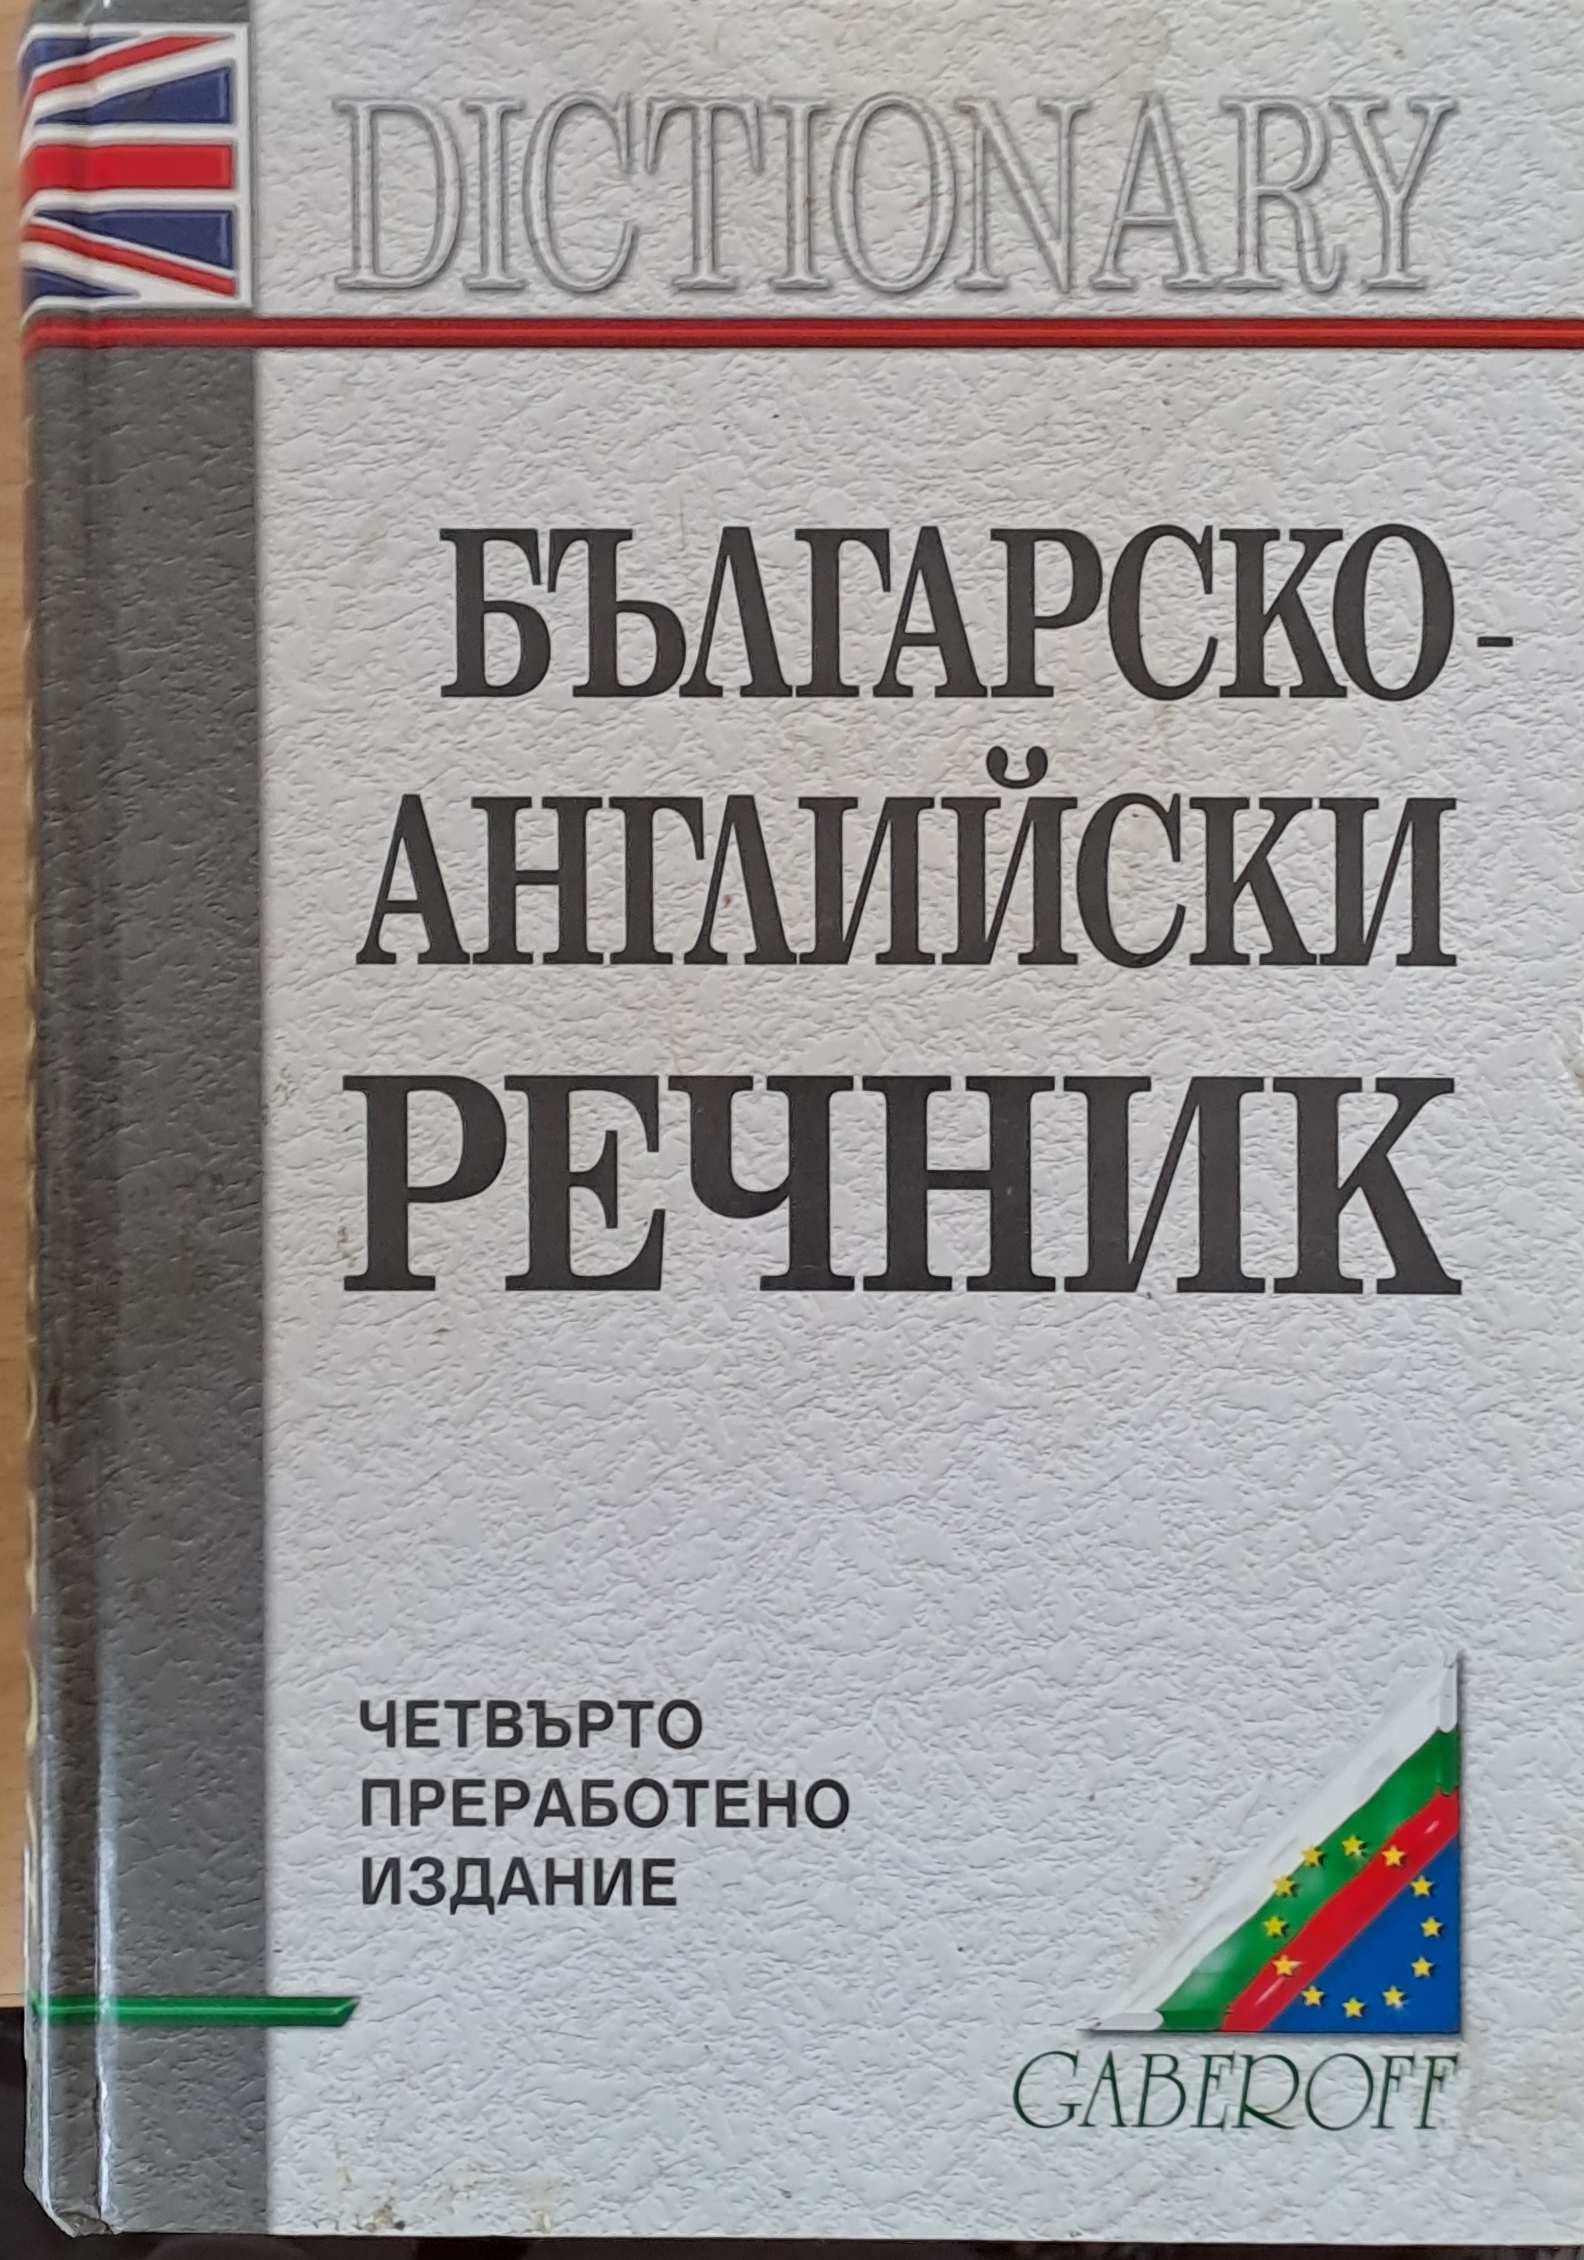 DICTIONARY
БЪЛГАРСКО-
АНГЛИЙСКИ
РЕЧНИК
ЧЕТВЪРТО
ПРЕРАБОТЕНО
ИЗДАНИЕ
GABEROFF